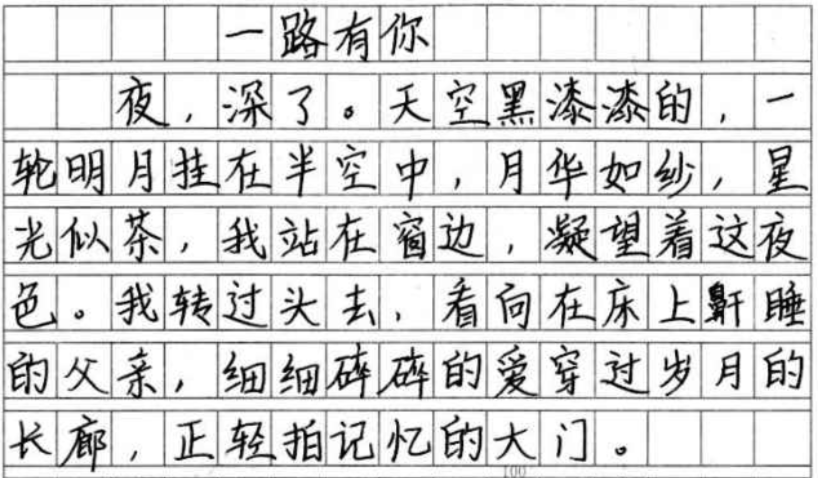 一路有你
夜，深了。天空黑漆漆的，一
轮明月挂在半空中，月华如纱，星
光似茶，我站在窗边，凝望着这夜
色。我转过头去，看向在床上鼾睡
的父亲，细细碎碎的爱穿过岁月的
长廊，正轻拍记忆的大门。
100